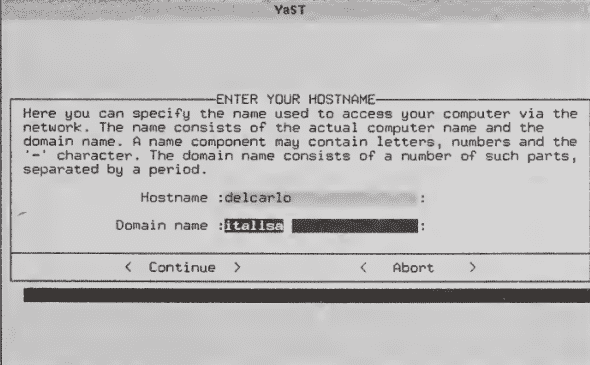 YaST
ENTER YOUR HOSTNAME
Here you can specify the name used to access your computer via the
network. The name consists of the actual computer name and the
domain name. A name component may contain letters, numbers and the
'-' character. The domain name consists of a number of such parts,
separated by a period.
Hostname :delcarlo :
Domain name :italisa :
< Continue > < Abort >